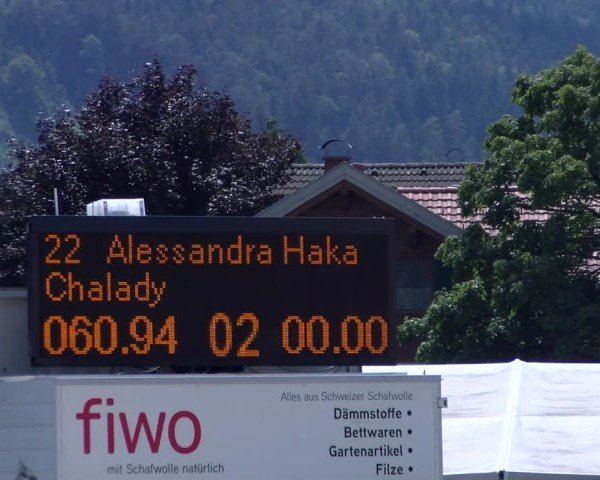 22 Alessandra Haka
Chalady
060.94 02 00.00
fiwo
mit Schafwolle natürlich
Alles aus Schweizer Schafwolle
Dämmstoffe •
Bettwaren •
Gartenartikel •
Filze •